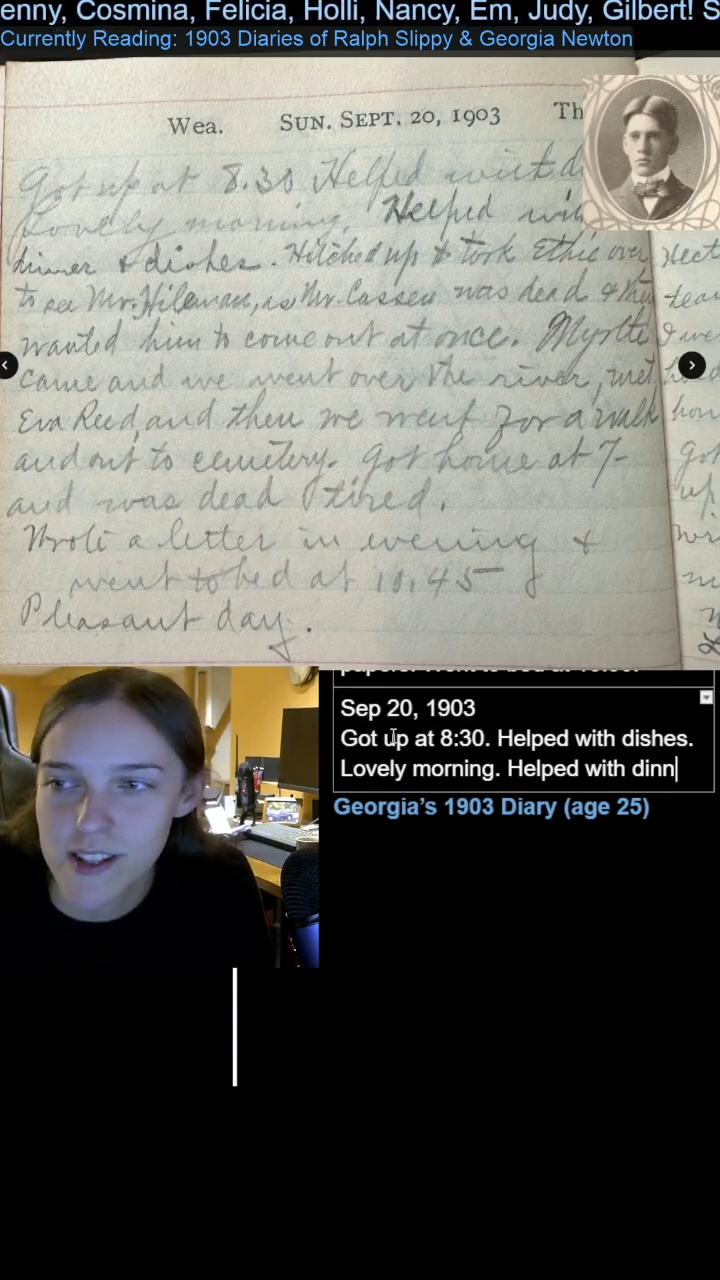 enny, Cosmina, Felicia, Holli, Nancy, Em, Judy, Gilbert! S
Currently Reading: 1903 Diaries of Ralph Slippy & Georgia Newton
Wea. SUN. SEPT. 20, 1903 Th
Got up at 8.30 Helped with d
Lovely morning. Helped wi
dinner & dishes. Hitched up & took Ethie over
to see Mr. Hileman, as Mr. Cassen was dead & they
wanted him to come out at once. Myrtle
came and we went over the river, met
Eva Reed, and then we went for a walk
and out to cemetery. Got home at 7-
and was dead tired.
Wrote a letter in evening &
went to bed at 10.45
Pleasant day.
Sep 20, 1903
Got up at 8:30. Helped with dishes.
Lovely morning. Helped with dinn
Georgia's 1903 Diary (age 25)